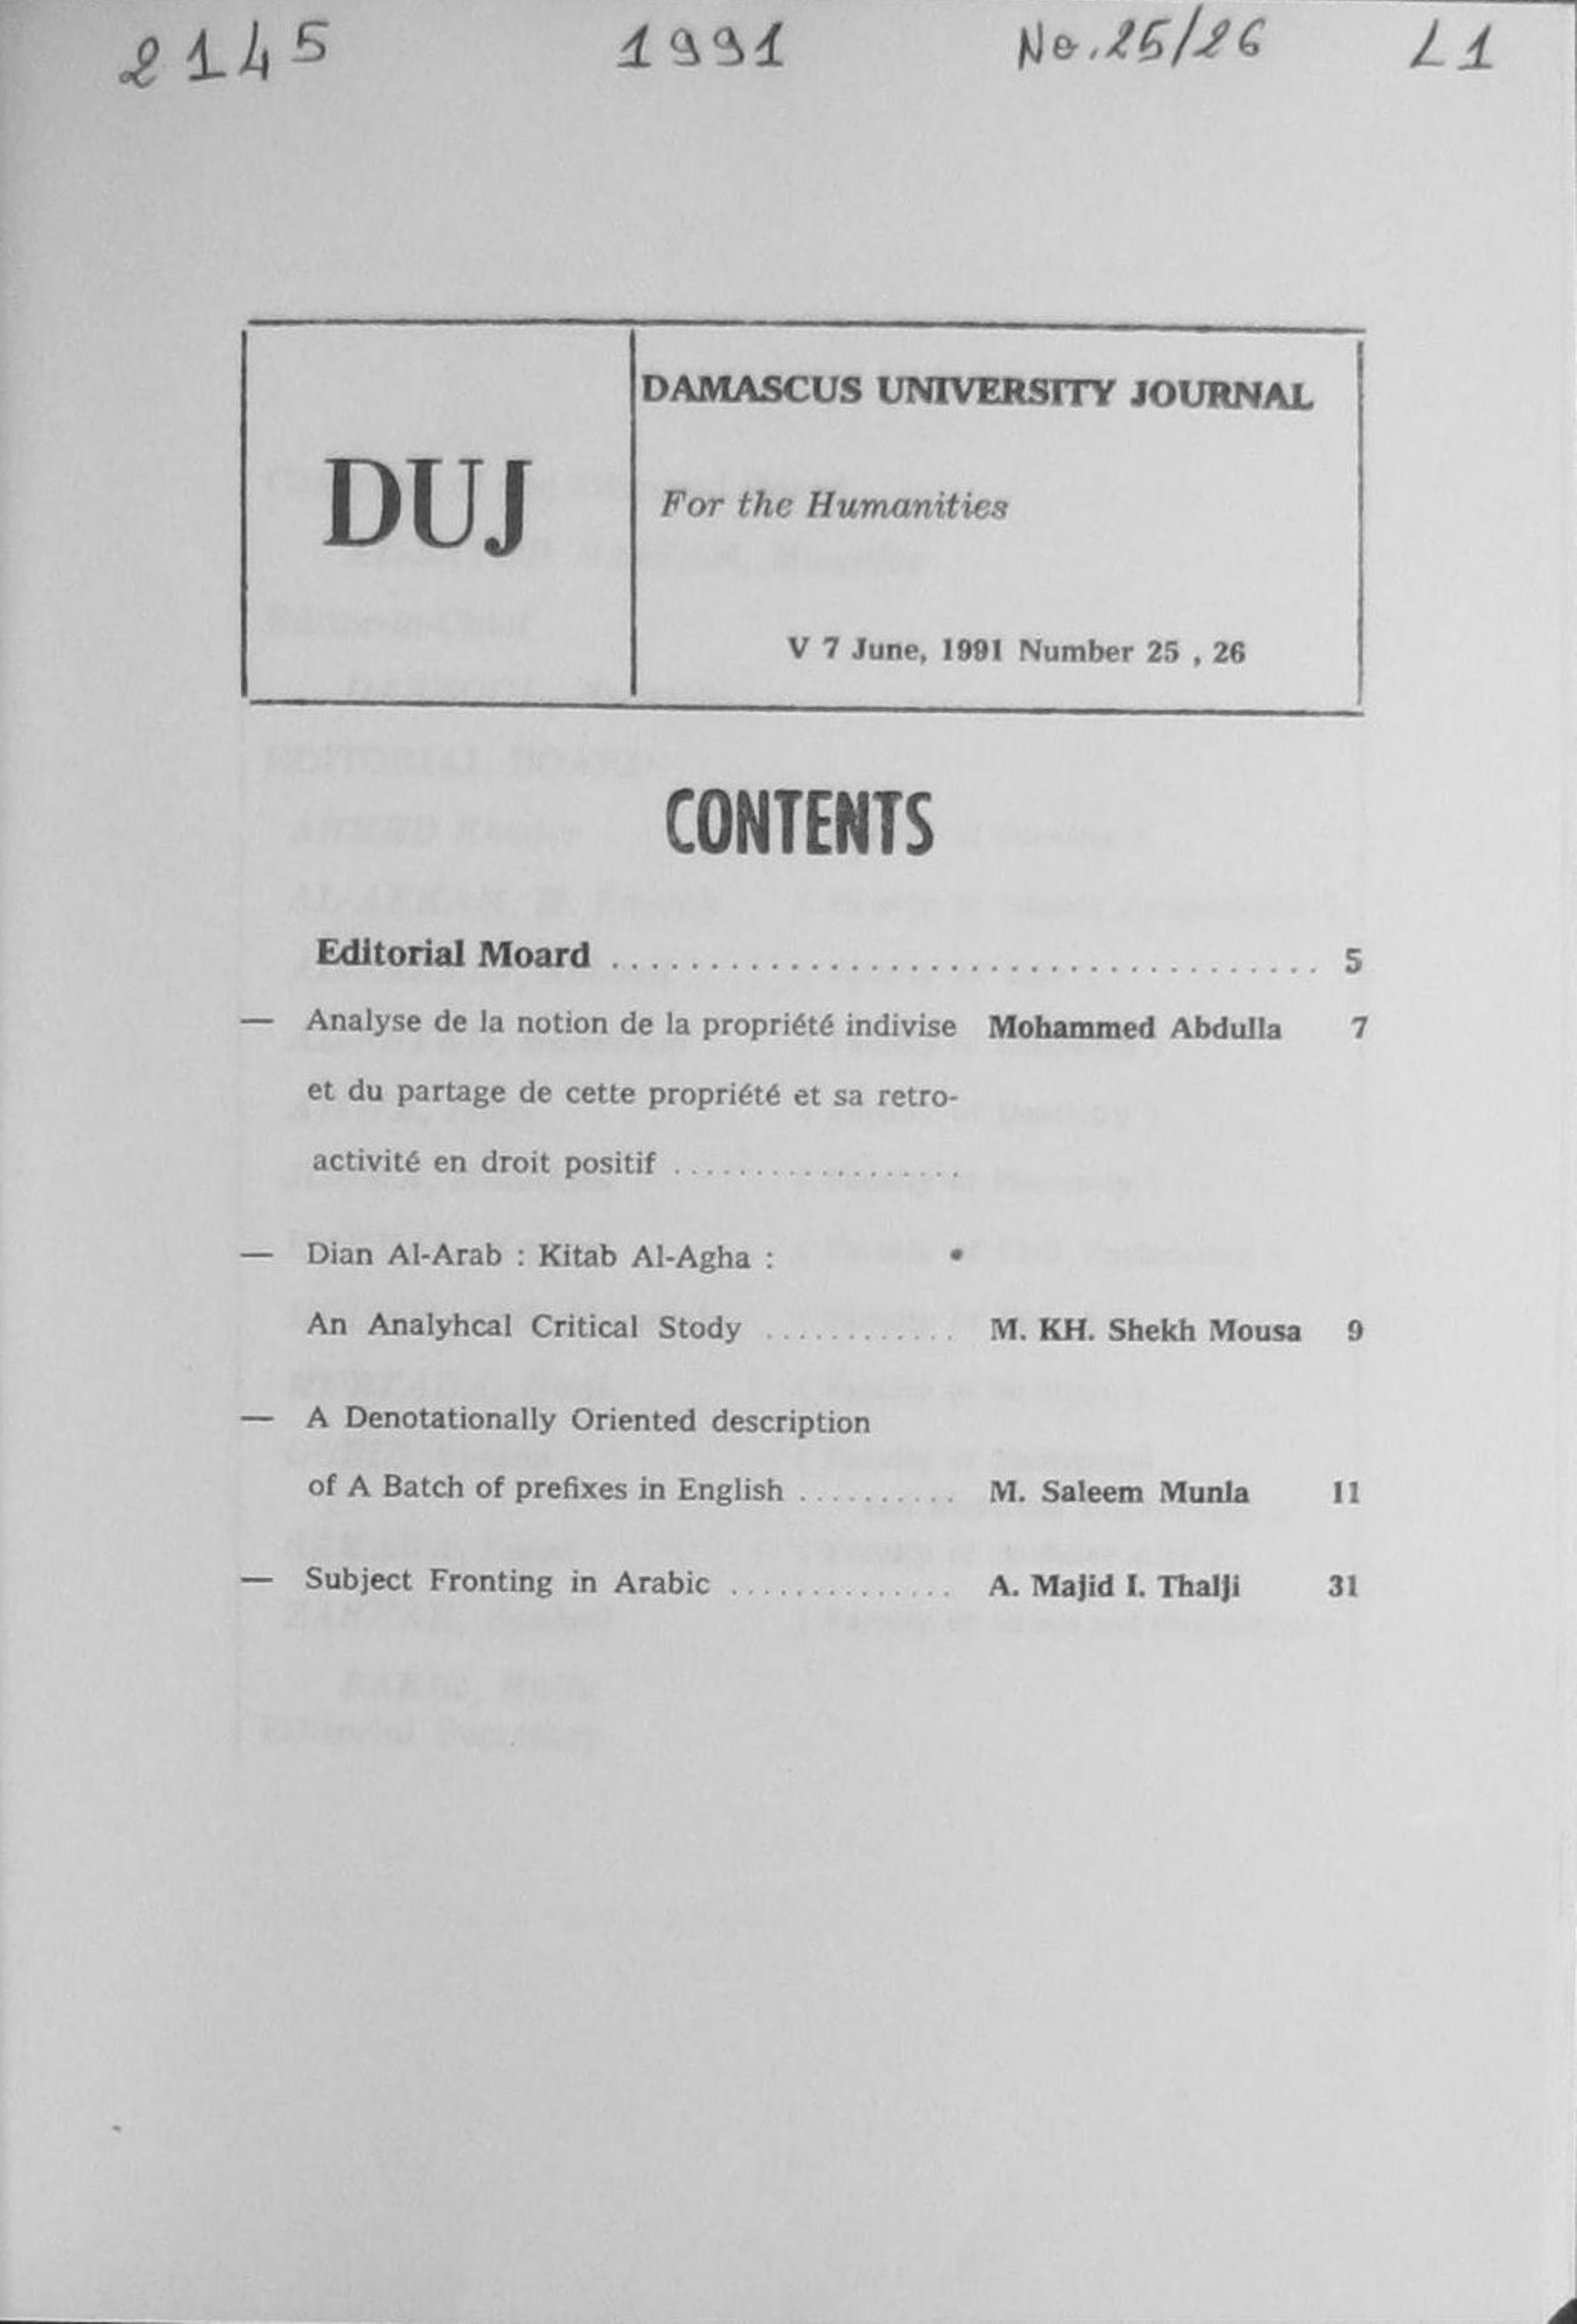 2145 1991 No. 25/26 L1
DUJ
DAMASCUS UNIVERSITY JOURNAL
For the Humanities
V 7 June, 1991 Number 25 , 26
CONTENTS
Editorial Moard ........................................ 5
— Analyse de la notion de la propriété indivise Mohammed Abdulla 7
et du partage de cette propriété et sa retro-
activité en droit positif ..................
— Dian Al-Arab : Kitab Al-Agha :
An Analyhcal Critical Stody ............ M. KH. Shekh Mousa 9
— A Denotationally Oriented description
of A Batch of prefixes in English .......... M. Saleem Munla 11
— Subject Fronting in Arabic .............. A. Majid I. Thalji 31